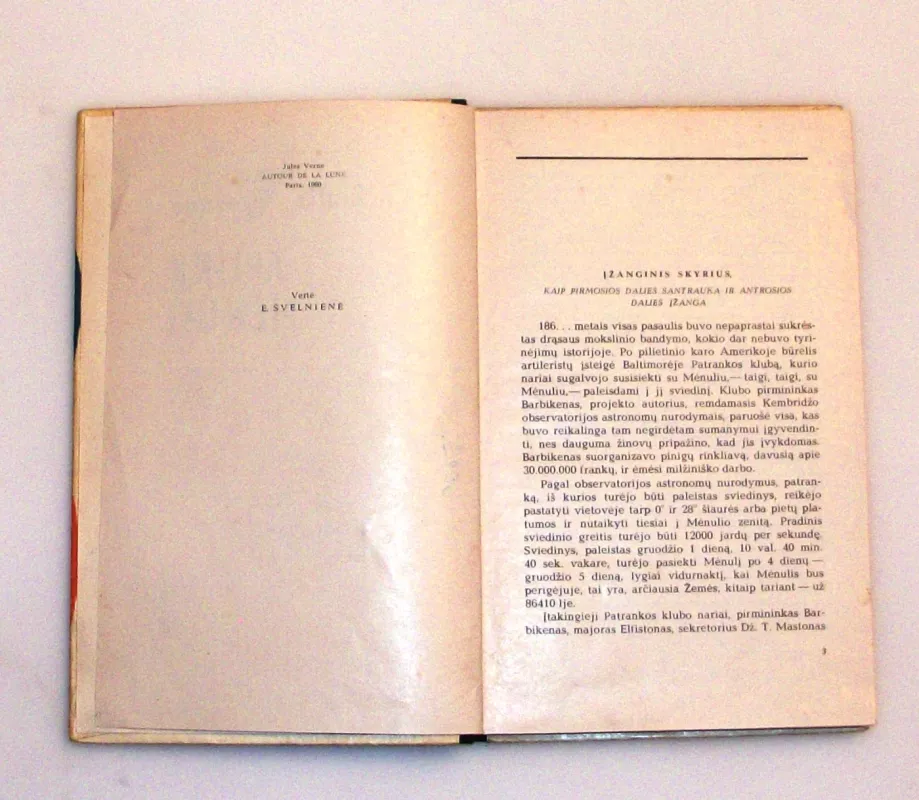 Jules Verne
AUTOUR DE LA LUNE
Paris, 1960
Vertė
E. ŠVELNIENĖ
ĮŽANGINIS SKYRIUS,
KAIP PIRMOSIOS DALIES SANTRAUKA IR ANTROSIOS
DALIES ĮŽANGA
186. . . metais visas pasaulis buvo nepaprastai sukrės-
tas drąsaus mokslinio bandymo, kokio dar nebuvo tyri-
nėjimų istorijoje. Po pilietinio karo Amerikoje būrelis
artileristų įsteigė Baltimorėje Patrankos klubą, kurio
nariai sugalvojo susisiekti su Mėnuliu,— taigi, taigi, su
Mėnuliu,— paleisdami į jį sviedinį. Klubo pirmininkas
Barbikenas, projekto autorius, remdamasis Kembridžo
observatorijos astronomų nurodymais, paruošė visa, kas
buvo reikalinga tam negirdėtam sumanymui įgyvendin-
ti, nes dauguma žinovų pripažino, kad jis įvykdomas.
Barbikenas suorganizavo pinigų rinkliavą, davusią apie
30.000.000 frankų, ir ėmėsi milžiniško darbo.
Pagal observatorijos astronomų nurodymus, patran-
ką, iš kurios turėjo būti paleistas sviedinys, reikėjo
pastatyti vietovėje tarp 0° ir 28° šiaurės arba pietų pla-
tumos ir nutaikyti tiesiai į Mėnulio zenitą. Pradinis
sviedinio greitis turėjo būti 12000 jardų per sekundę.
Sviedinys, paleistas gruodžio 1 dieną, 10 val. 40 min.
40 sek. vakare, turėjo pasiekti Mėnulį po 4 dienų —
gruodžio 5 dieną, lygiai vidurnaktį, kai Mėnulis bus
perigėjuje, tai yra, arčiausia Žemės, kitaip tariant — už
86410 lje.
Įtakingieji Patrankos klubo nariai, pirmininkas Bar-
bikenas, majoras Elfistonas, sekretorius Dž. T. Mastonas
3